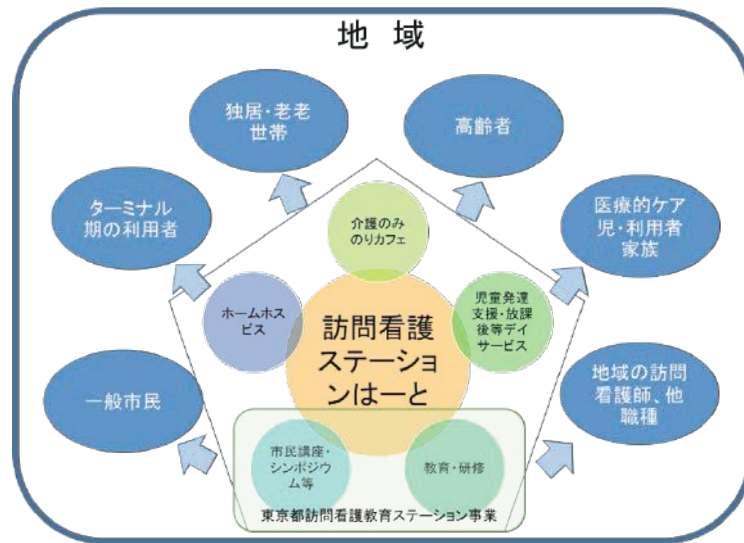 地　域
独居・老老
世帯
高齢者
ターミナル
期の利用者
医療的ケア
児・利用者
家族
介護のみ
のりカフェ
ホームホス
ピス
児童発達
支援・放課
後等デイ
サービス
訪問看護
ステーショ
ンはーと
一般市民
地域の訪問
看護師、他
職種
市民講座・
シンポジウ
ム等
教育・研修
東京都訪問看護教育ステーション事業